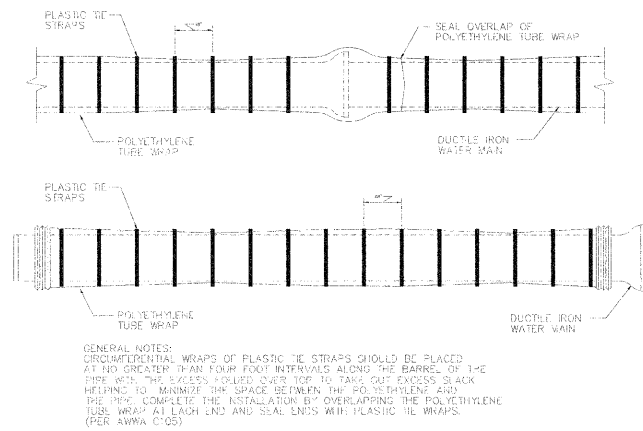 PLASTIC TIE
STRAPS
SEAL OVERLAP OF
POLYETHYLENE TUBE WRAP
POLYETHYLENE
TUBE WRAP
DUCTILE IRON
WATER MAIN
PLASTIC TIE
STRAPS
POLYETHYLENE
TUBE WRAP
DUCTILE IRON
WATER MAIN
GENERAL NOTES:
CIRCUMFERENTIAL WRAPS OF PLASTIC TIE STRAPS SHOULD BE PLACED
AT NO GREATER THAN FOUR FOOT INTERVALS ALONG THE BARREL OF THE
PIPE WITH THE EXCESS FOLDED OVER TOP TO TAKE OUT EXCESS SLACK
HELPING TO MINIMIZE THE SPACE BETWEEN THE POLYETHYLENE AND
THE PIPE. COMPLETE THE INSTALLATION BY OVERLAPPING THE POLYETHYLENE
TUBE WRAP AT EACH END AND SEAL ENDS WITH PLASTIC TIE WRAPS.
(PER AWWA C105)